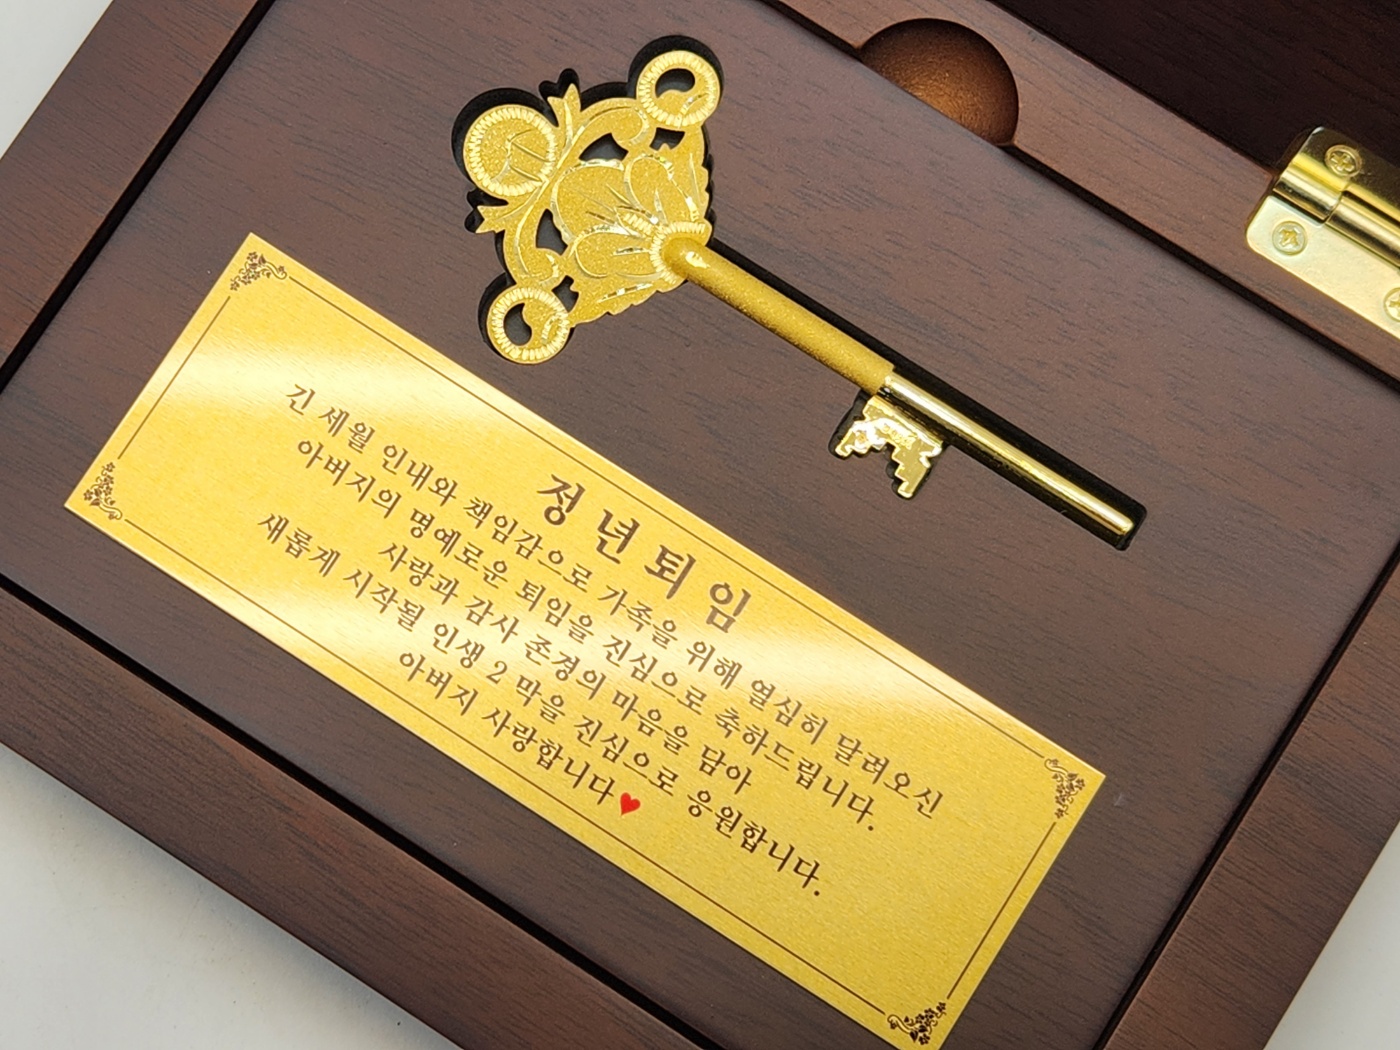 정년퇴임
긴 세월 인내와 책임감으로 가족을 위해 열심히 달려오신
아버지의 명예로운 퇴임을 진심으로 축하드립니다.
사랑과 감사 존경의 마음을 담아
새롭게 시작될 인생 2 막을 진심으로 응원합니다.
아버지 사랑합니다♥